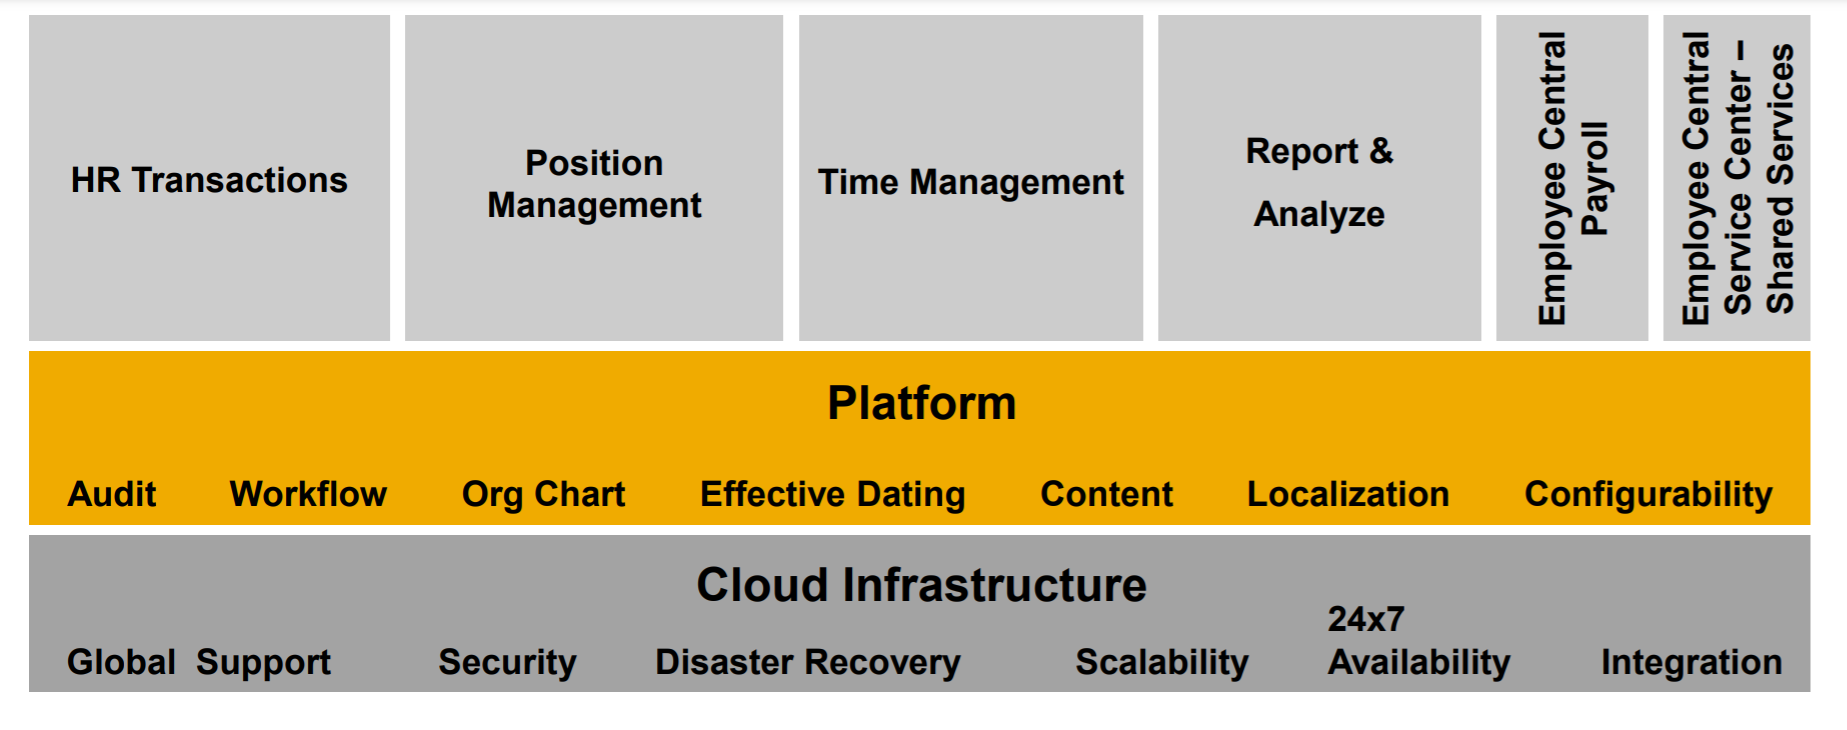 HR Transactions
Position
Management
Time Management
Report &
Analyze
Employee Central
Payroll
Employee Central
Service Center –
Shared Services
Platform
Audit Workflow Org Chart Effective Dating Content Localization Configurability
Cloud Infrastructure
24x7
Global Support Security Disaster Recovery Scalability Availability Integration